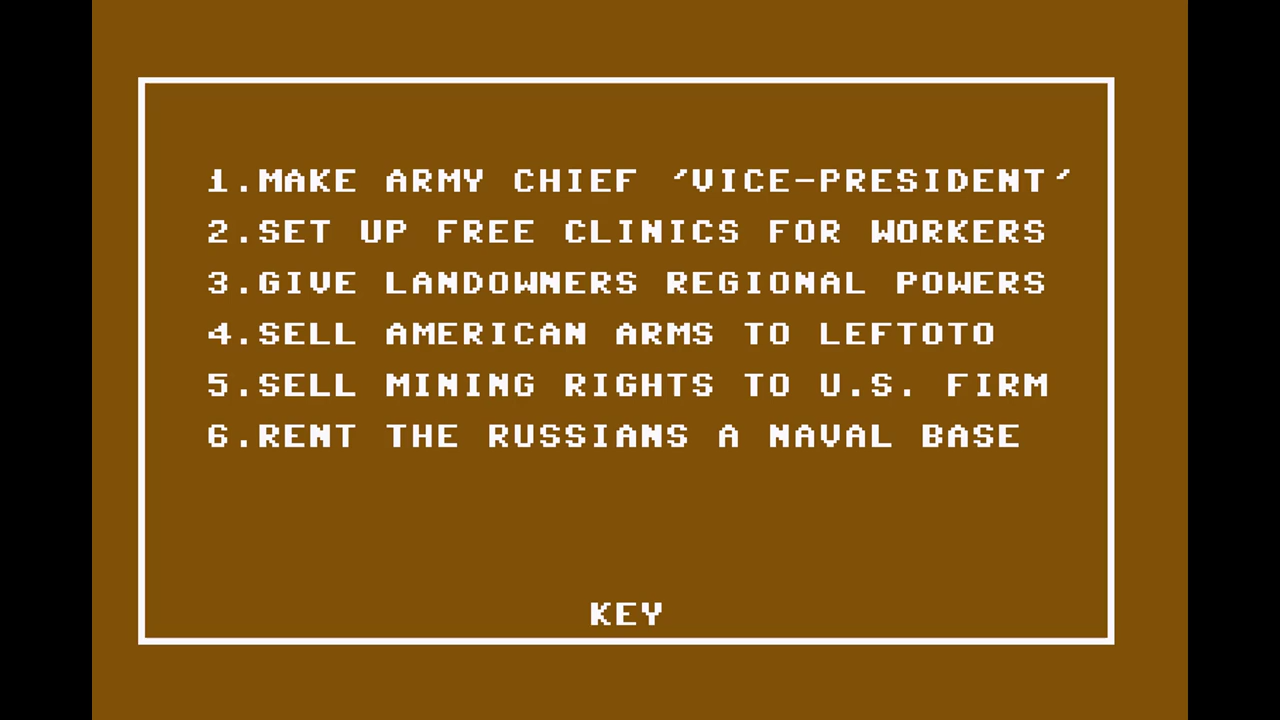 1.MAKE ARMY CHIEF 'VICE-PRESIDENT'
2.SET UP FREE CLINICS FOR WORKERS
3.GIVE LANDOWNERS REGIONAL POWERS
4.SELL AMERICAN ARMS TO LEFTOTO
5.SELL MINING RIGHTS TO U.S. FIRM
6.RENT THE RUSSIANS A NAVAL BASE
KEY